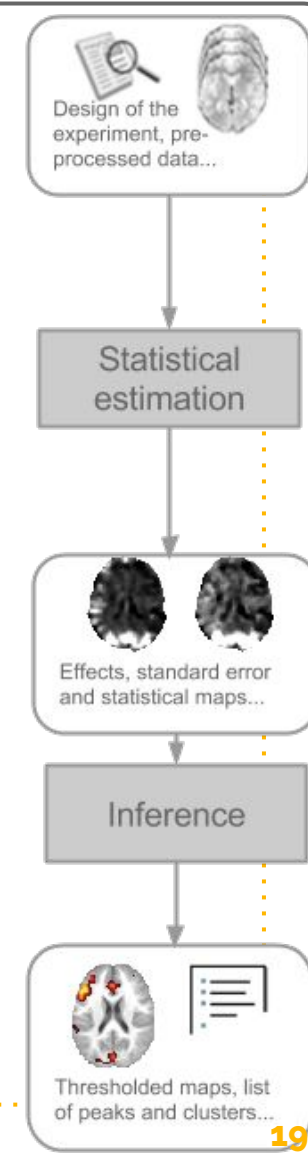 Design of the
experiment, pre-
processed data...
Statistical
estimation
Effects, standard error
and statistical maps...
Inference
Thresholded maps, list
of peaks and clusters...
19